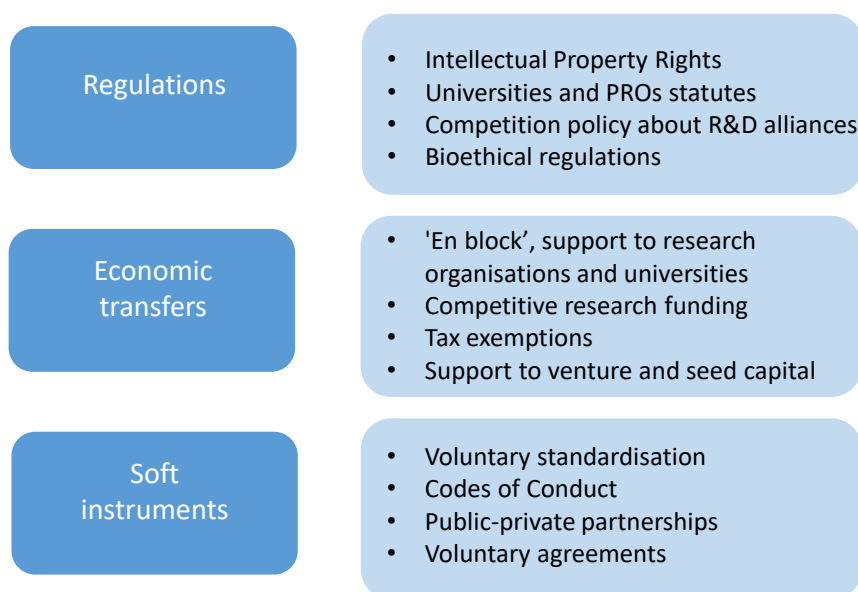 Regulations
• Intellectual Property Rights
• Universities and PROs statutes
• Competition policy about R&D alliances
• Bioethical regulations
Economic
transfers
• 'En block’, support to research
organisations and universities
• Competitive research funding
• Tax exemptions
• Support to venture and seed capital
Soft
instruments
• Voluntary standardisation
• Codes of Conduct
• Public-private partnerships
• Voluntary agreements